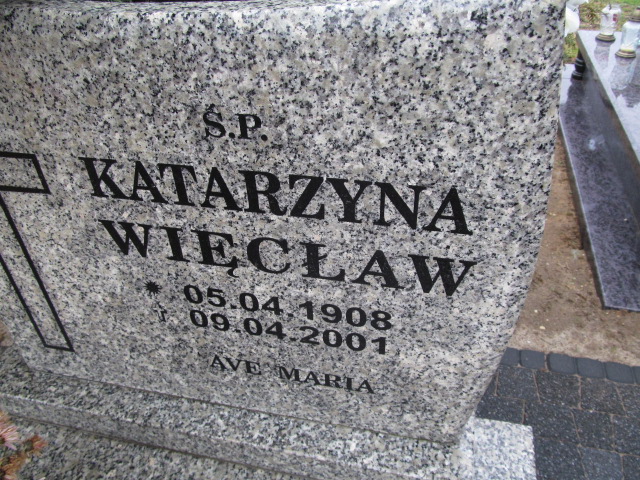 Ś.P.
KATARZYNA
WIĘCŁAW
* 05.04.1908
† 09.04.2001
AVE MARIA